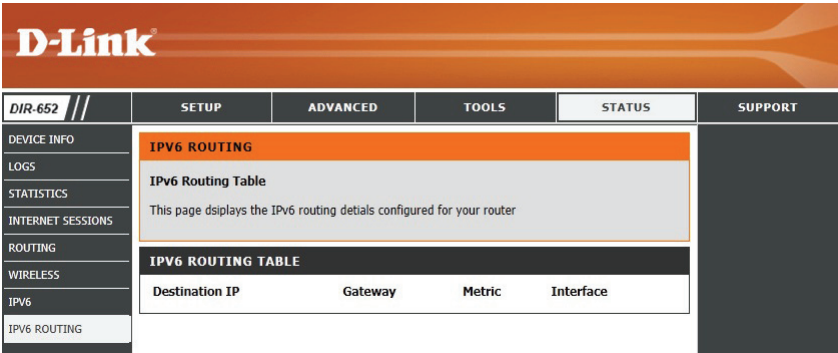 D-Link
DIR-652 // SETUP ADVANCED TOOLS STATUS SUPPORT
DEVICE INFO
LOGS
STATISTICS
INTERNET SESSIONS
ROUTING
WIRELESS
IPV6
IPV6 ROUTING
IPV6 ROUTING
IPv6 Routing Table
This page dsiplays the IPv6 routing detials configured for your router
IPV6 ROUTING TABLE
Destination IP Gateway Metric Interface